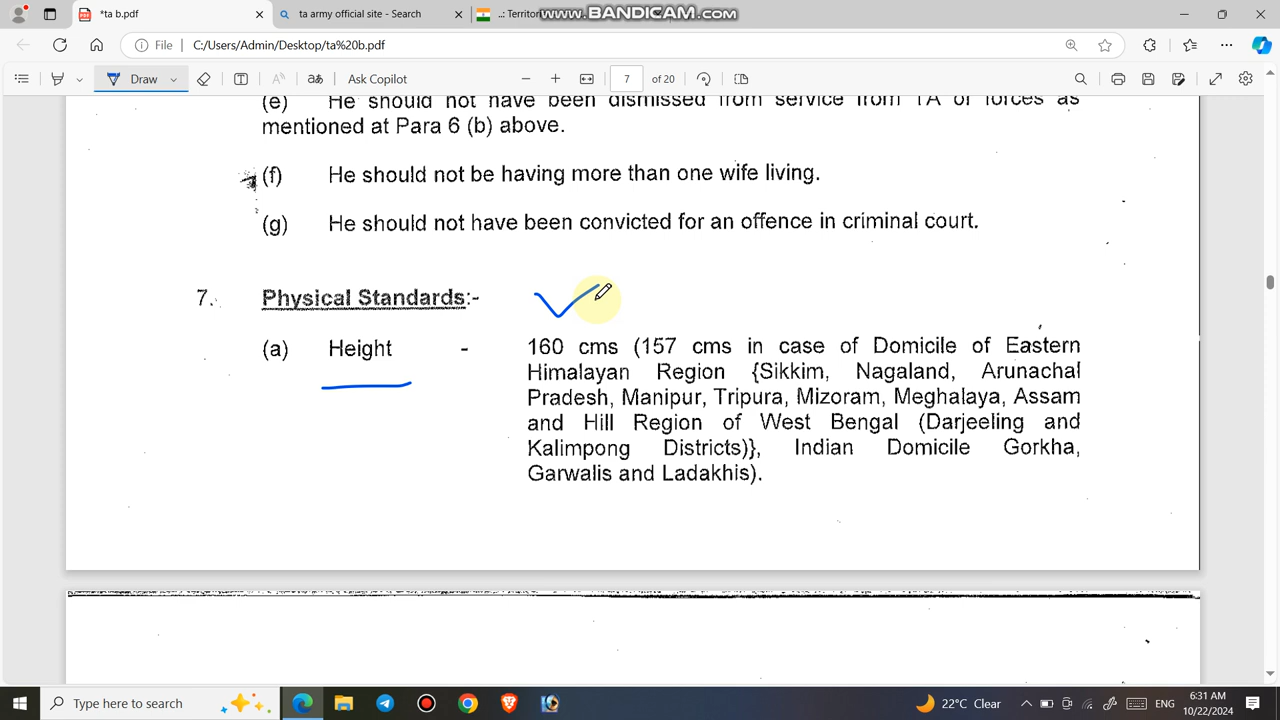 *ta b.pdf
ta army official site - Search
..: Territor
www.BANDICAM.com
File
C:/Users/Admin/Desktop/ta%20b.pdf
Draw
aあ
Ask Copilot
7
of 20
(e) He should not have been dismissed from service from TA or forces as
mentioned at Para 6 (b) above.
(f) He should not be having more than one wife living.
(g) He should not have been convicted for an offence in criminal court.
7. Physical Standards:-
(a) Height - 160 cms (157 cms in case of Domicile of Eastern
Himalayan Region {Sikkim, Nagaland, Arunachal
Pradesh, Manipur, Tripura, Mizoram, Meghalaya, Assam
and Hill Region of West Bengal (Darjeeling and
Kalimpong Districts)}, Indian Domicile Gorkha,
Garwalis and Ladakhis).
Type here to search
22°C Clear
ENG
6:31 AM
10/22/2024